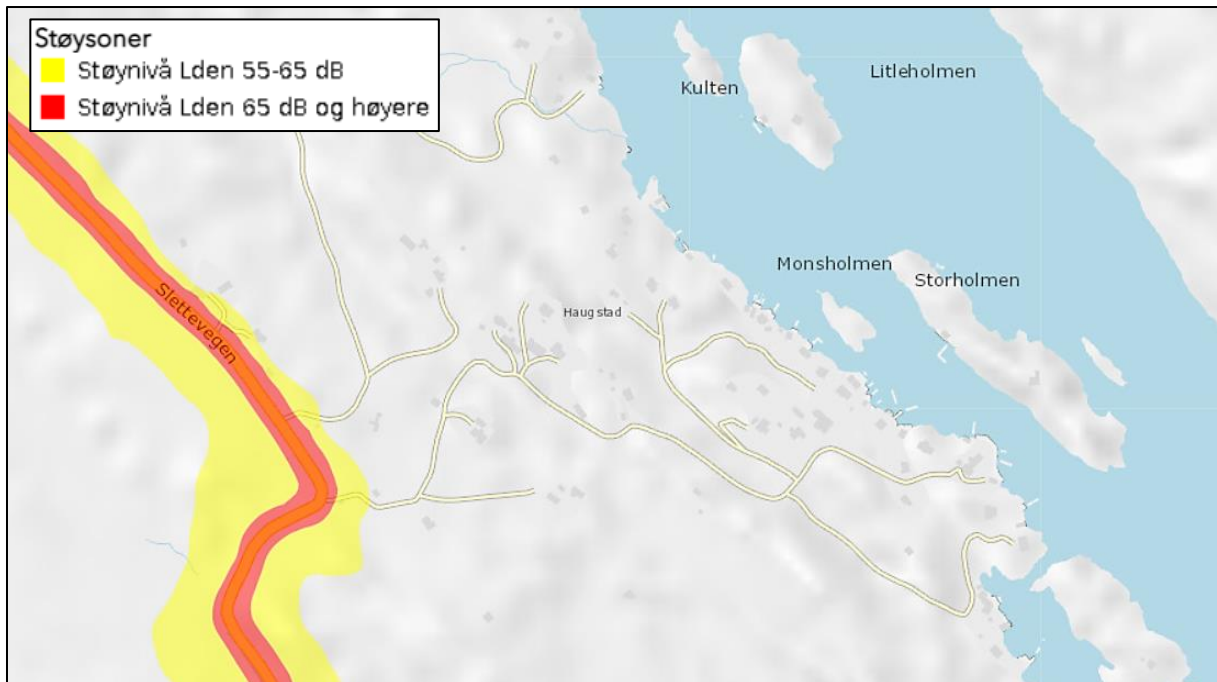 Støysoner
Støynivå Lden 55-65 dB
Støynivå Lden 65 dB og høyere
Kulten
Litleholmen
Monsholmen
Storholmen
Slettevegen
Haugstad